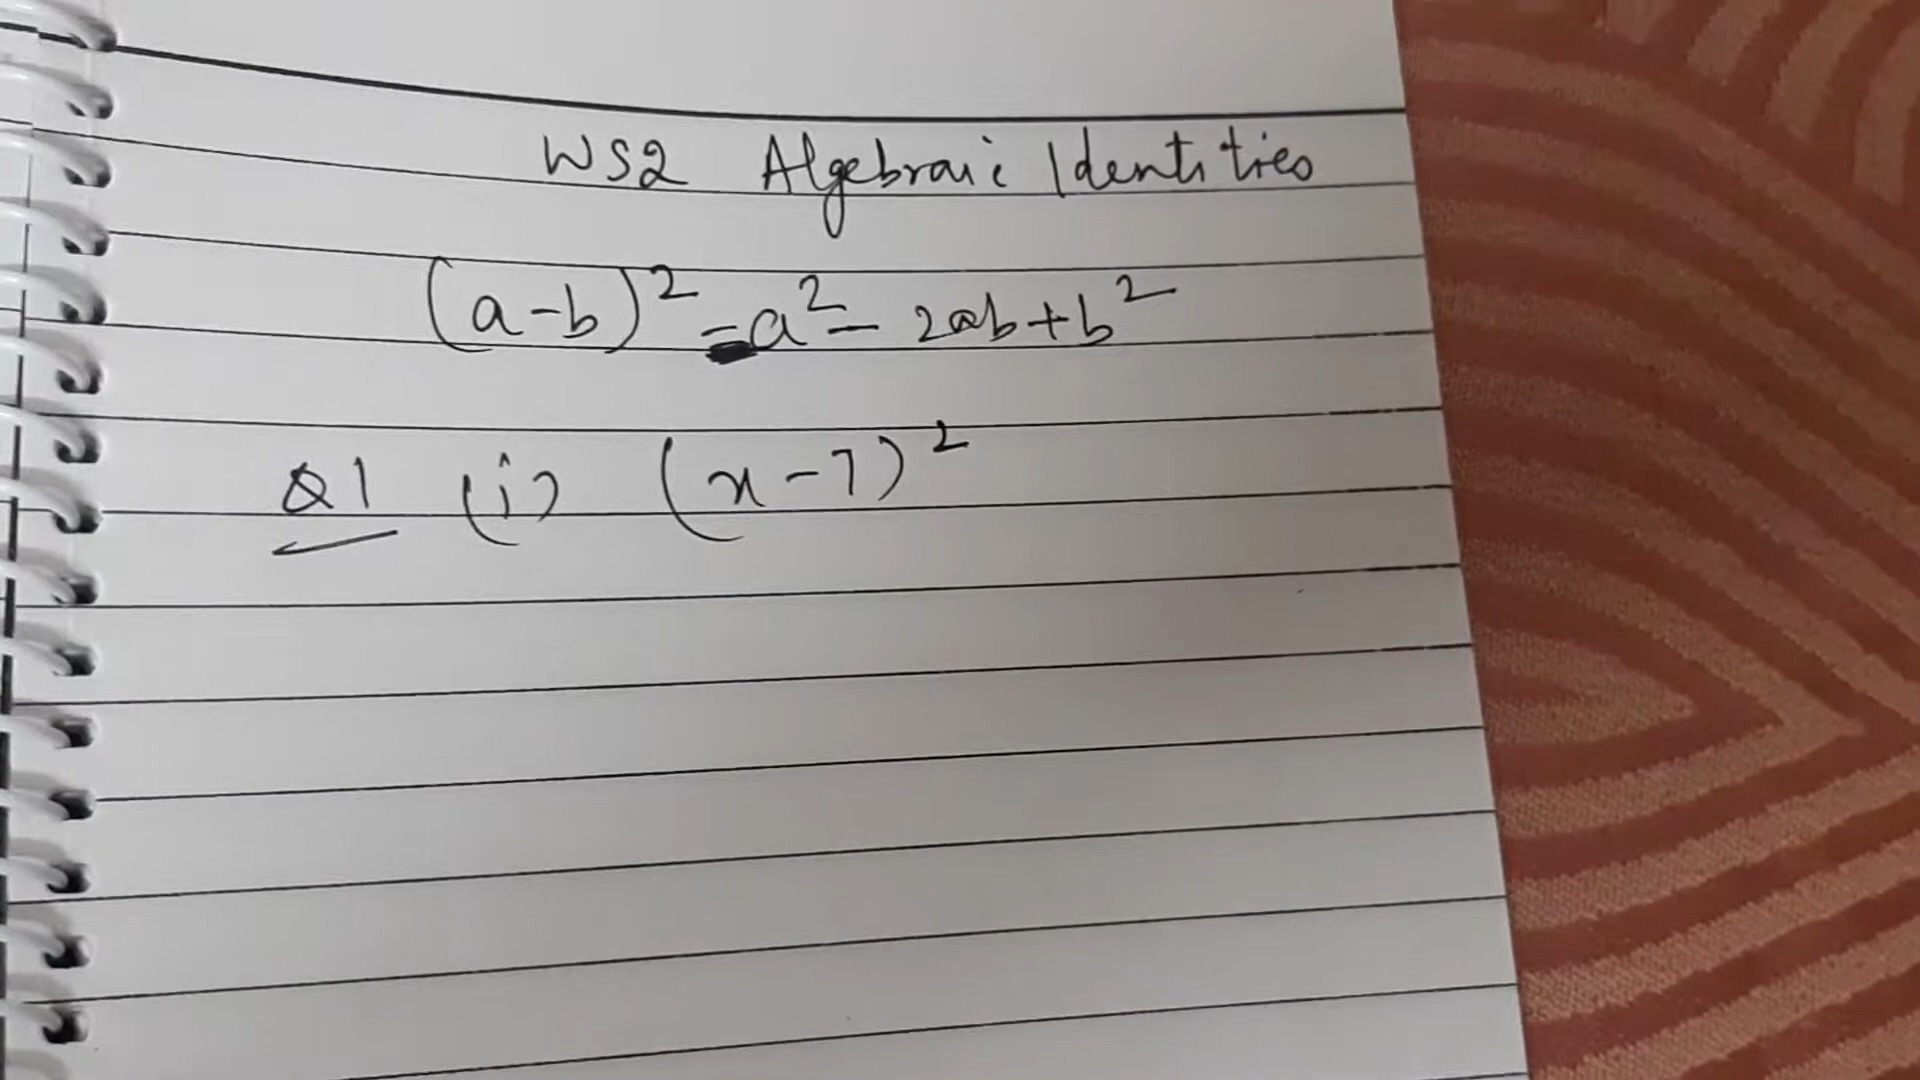 WS2 Algebraic Identities
(a-b)² = a² - 2ab + b²
Q1 (i) (x-7)²